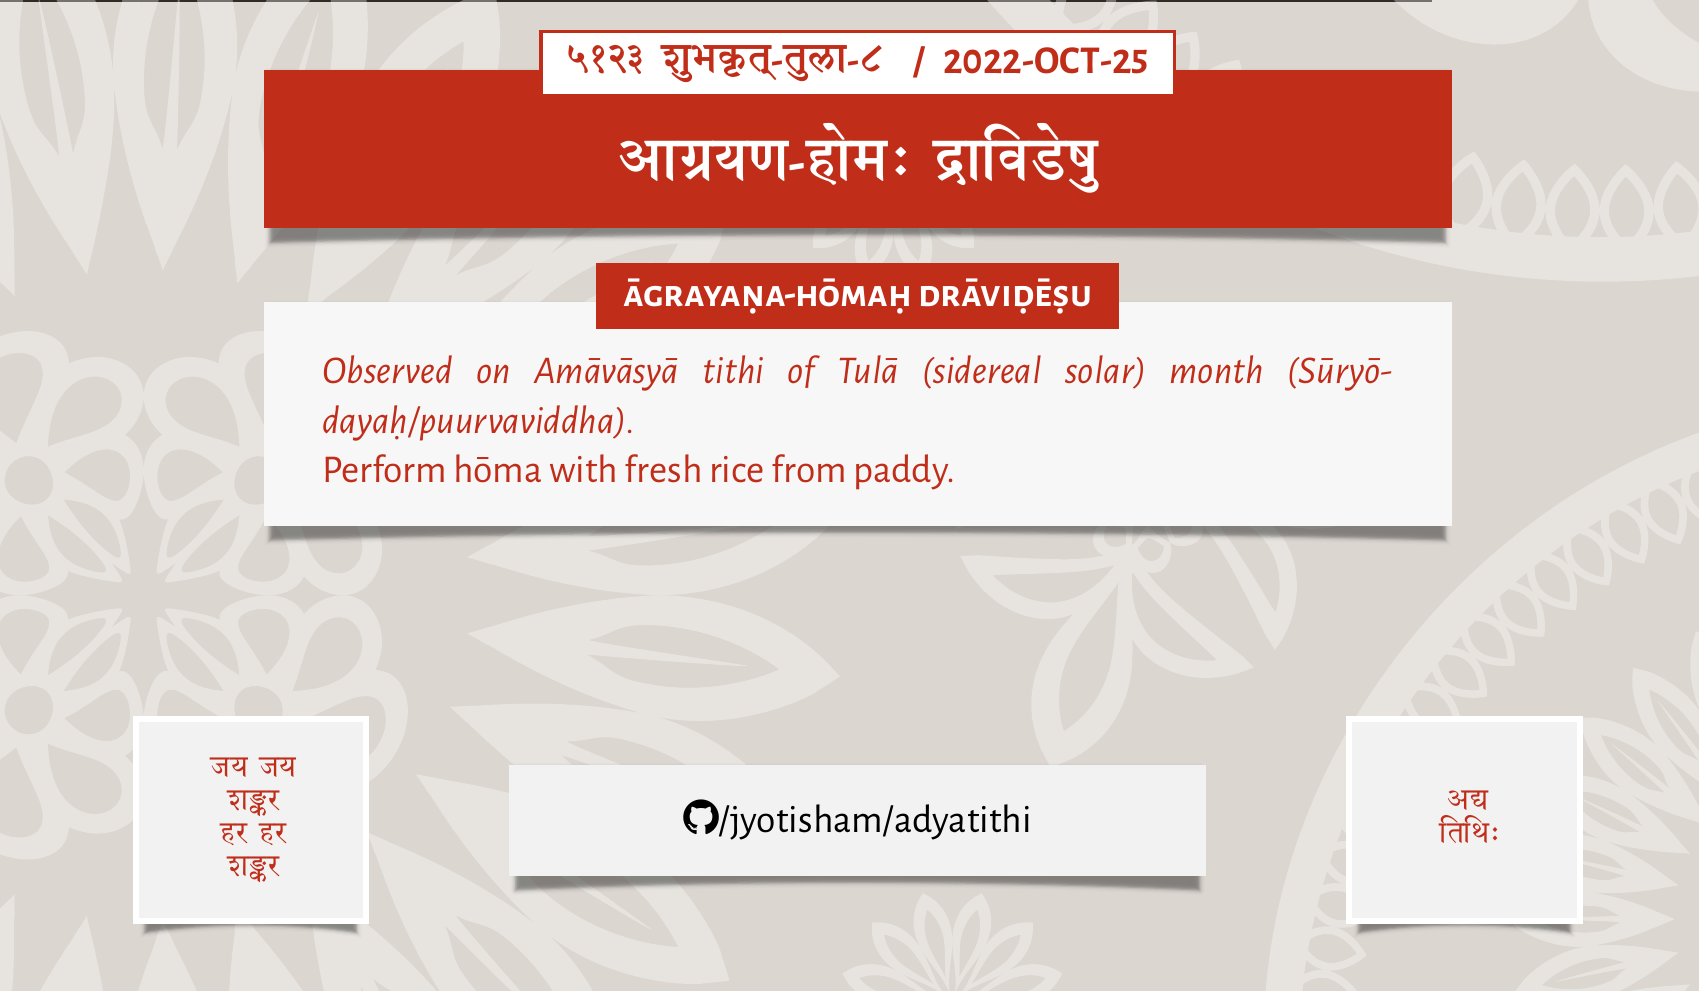 ५१२३ शुभकृत्-तुला-८ / 2022-OCT-25
आग्रयण-होमः द्राविडेषु
ĀGRAYAṆA-HŌMAḤ DRĀVIḌĒṢU
Observed on Amāvāsyā tithi of Tulā (sidereal solar) month (Sūryō-
dayaḥ/puurvaviddha).
Perform hōma with fresh rice from paddy.
जय जय
शङ्कर
हर हर
शङ्कर
/jyotisham/adyatithi
अद्य
तिथिः